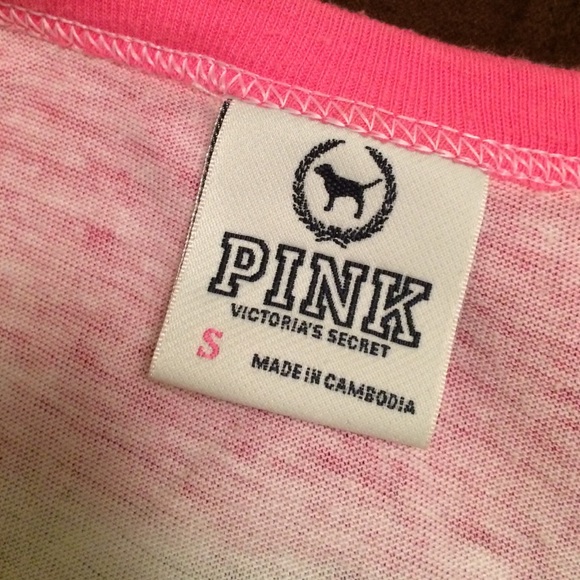 PINK
VICTORIA'S SECRET
S
MADE IN CAMBODIA